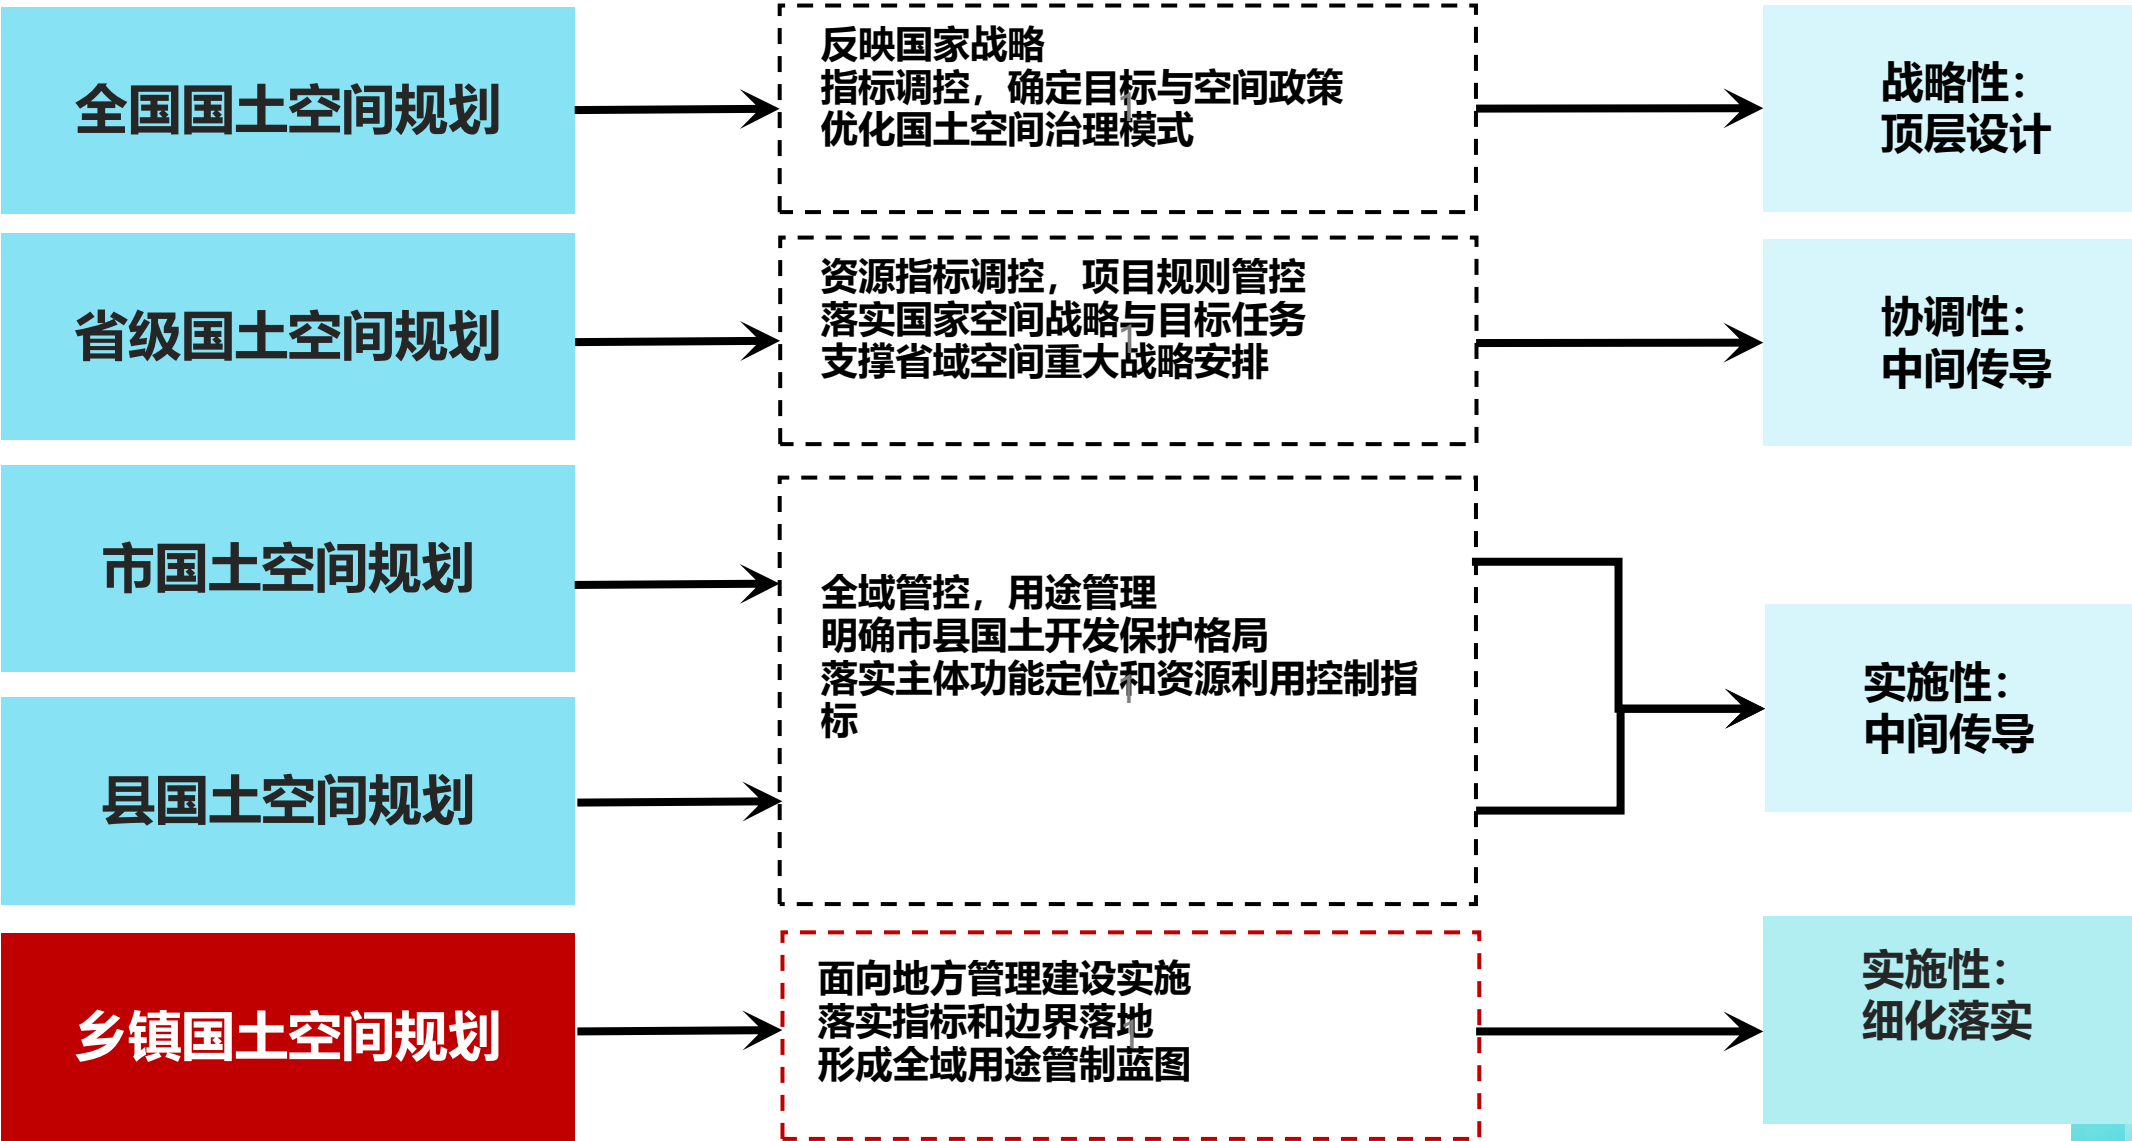 全国国土空间规划
反映国家战略
指标调控，确定目标与空间政策
优化国土空间治理模式
战略性：
顶层设计
省级国土空间规划
资源指标调控，项目规则管控
落实国家空间战略与目标任务
支撑省域空间重大战略安排
协调性：
中间传导
市国土空间规划
县国土空间规划
全域管控，用途管理
明确市县国土开发保护格局
落实主体功能定位和资源利用控制指
标
实施性：
中间传导
乡镇国土空间规划
面向地方管理建设实施
落实指标和边界落地
形成全域用途管制蓝图
实施性：
细化落实